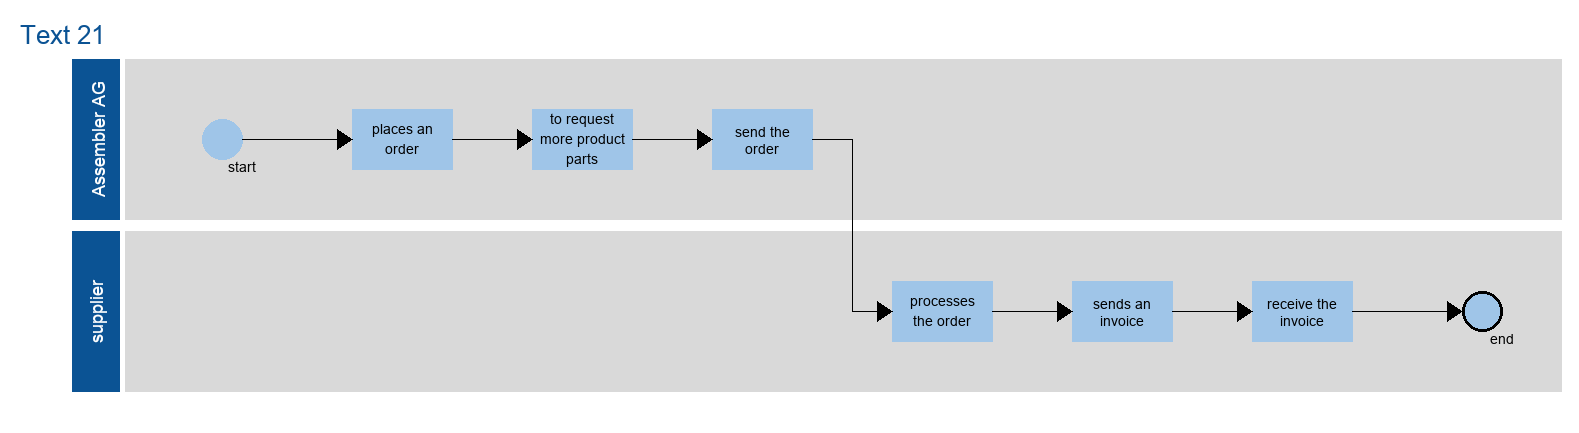 Text 21
Assembler AG
start
places an
order
to request
more product
parts
send the
order
supplier
processes
the order
sends an
invoice
receive the
invoice
end